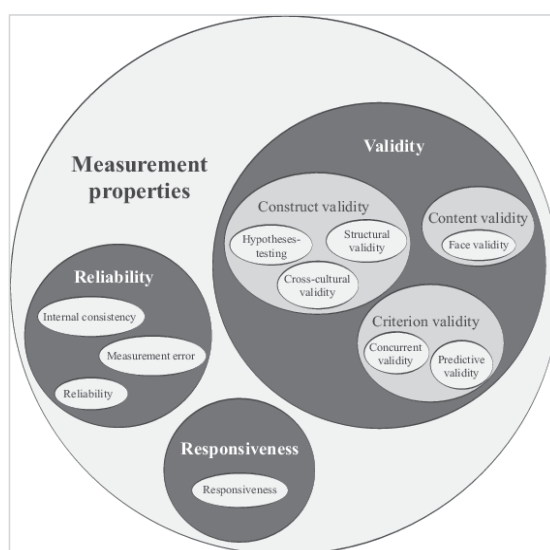 Measurement
properties
Validity
Construct validity
Hypotheses-
testing
Structural
validity
Cross-cultural
validity
Content validity
Face validity
Criterion validity
Concurrent
validity
Predictive
validity
Reliability
Internal consistency
Measurement error
Reliability
Responsiveness
Responsiveness